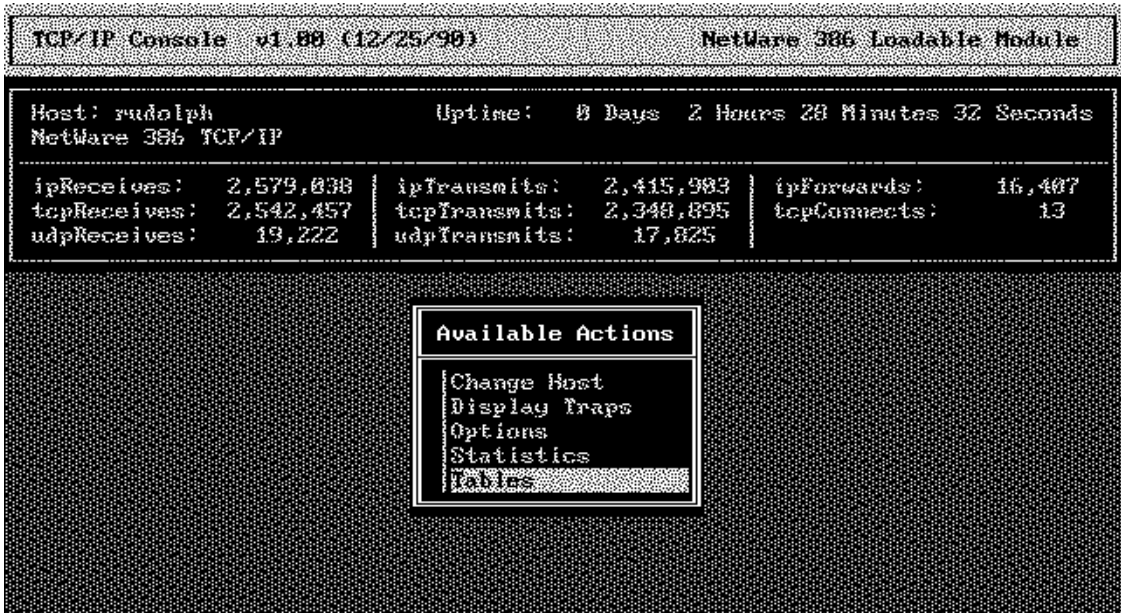 TCP/IP Console v1.00 (12/25/90) NetWare 386 Loadable Module
Host: rudolph Uptime: 0 Days 2 Hours 28 Minutes 32 Seconds
NetWare 386 TCP/IP
ipReceives: 2,579,038 ipTransmits: 2,415,903 ipForwards: 16,407
tcpReceives: 2,542,457 tcpTransmits: 2,348,895 tcpConnects: 13
udpReceives: 19,222 udpTransmits: 17,025
Available Actions
Change Host
Display Traps
Options
Statistics
Tables